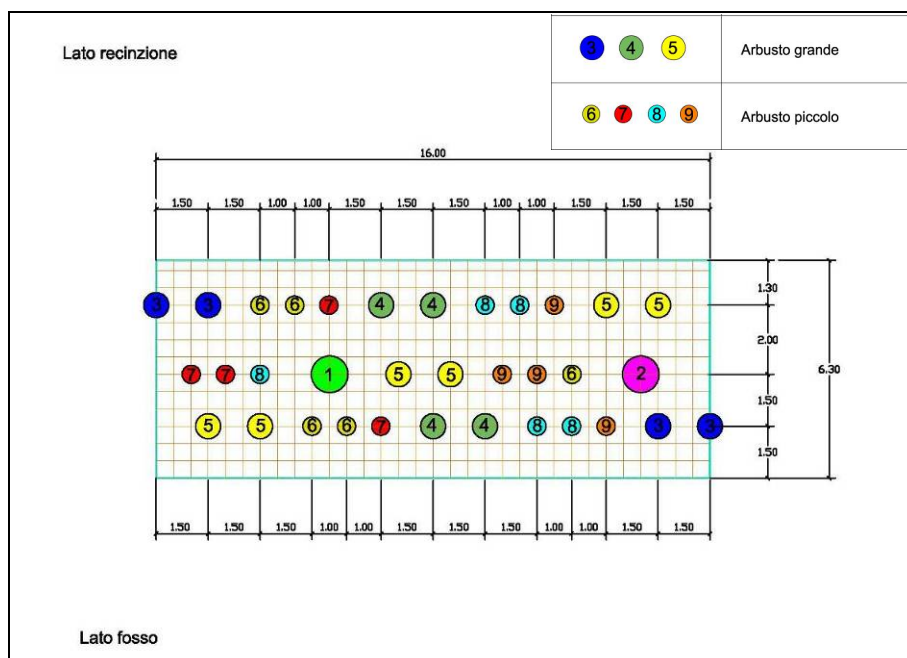 Lato recinzione
3 4 5 Arbusto grande
6 7 8 9 Arbusto piccolo
16.00
1.50 1.50 1.00 1.00 1.50 1.50 1.50 1.00 1.00 1.50 1.50 1.50
3 3 6 6 7 4 4 8 8 9 5 5
7 7 8 1 5 5 9 9 6 2
5 5 6 6 7 4 4 8 8 9 3 3
1.30
2.00
1.50
1.50
6.30
1.50 1.50 1.50 1.00 1.00 1.50 1.50 1.50 1.00 1.00 1.50 1.50
Lato fosso